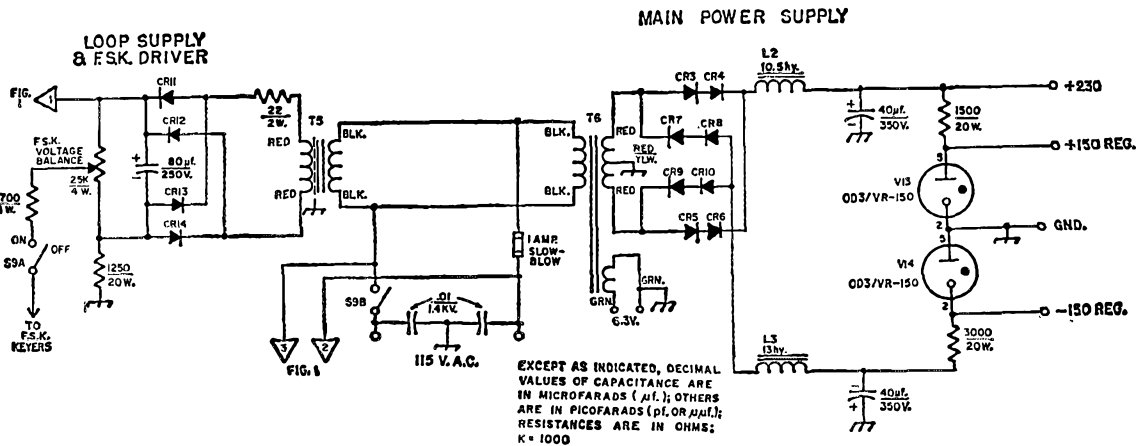 MAIN POWER SUPPLY
LOOP SUPPLY
& F.S.K. DRIVER
FIG.
1
CR11
CR12
CR13
CR14
22
2W.
T5
RED
RED
BLK.
BLK.
F.S.K.
VOLTAGE
BALANCE
25K
4W.
+
80µf.
250V.
700
ON
OFF
S9A
1250
20W.
TO
F.S.K.
KEYERS
3
2
FIG. 1
S9B
.01
1.4KV.
115 V.A.C.
1 AMP.
SLOW-
BLOW
BLK.
BLK.
T6
RED
RED
YLW.
RED
GRN.
GRN.
6.3V.
CR3
CR4
CR7
CR8
CR9
CR10
CR5
CR6
L2
10.5hy.
+
-
40µf.
350V.
1500
20W.
+230
+150 REG.
5
V13
OD3/VR-150
2
GND.
5
V14
OD3/VR-150
2
-150 REG.
3000
20W.
L3
13hy.
-
+
40µf.
350V.
EXCEPT AS INDICATED, DECIMAL
VALUES OF CAPACITANCE ARE
IN MICROFARADS (µf.); OTHERS
ARE IN PICOFARADS (pf. OR µµf.);
RESISTANCES ARE IN OHMS;
K = 1000